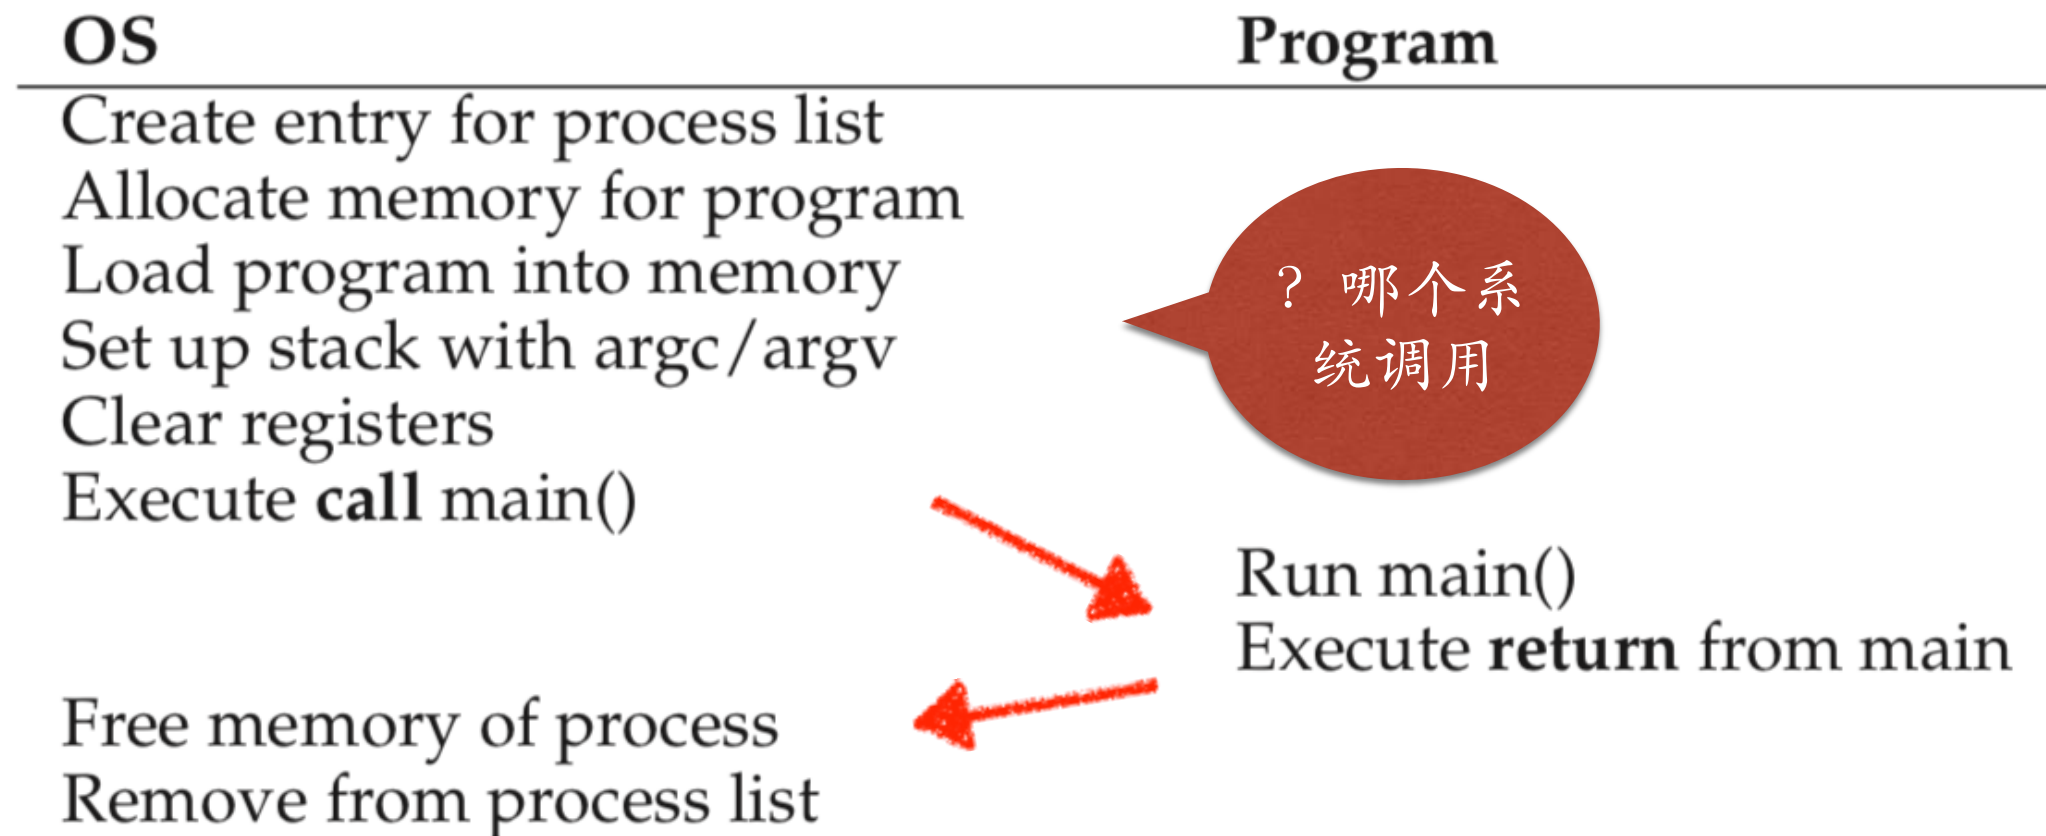 OS
Program
Create entry for process list
Allocate memory for program
Load program into memory
Set up stack with argc/argv
Clear registers
Execute call main()
？哪个系
统调用
Run main()
Execute return from main
Free memory of process
Remove from process list